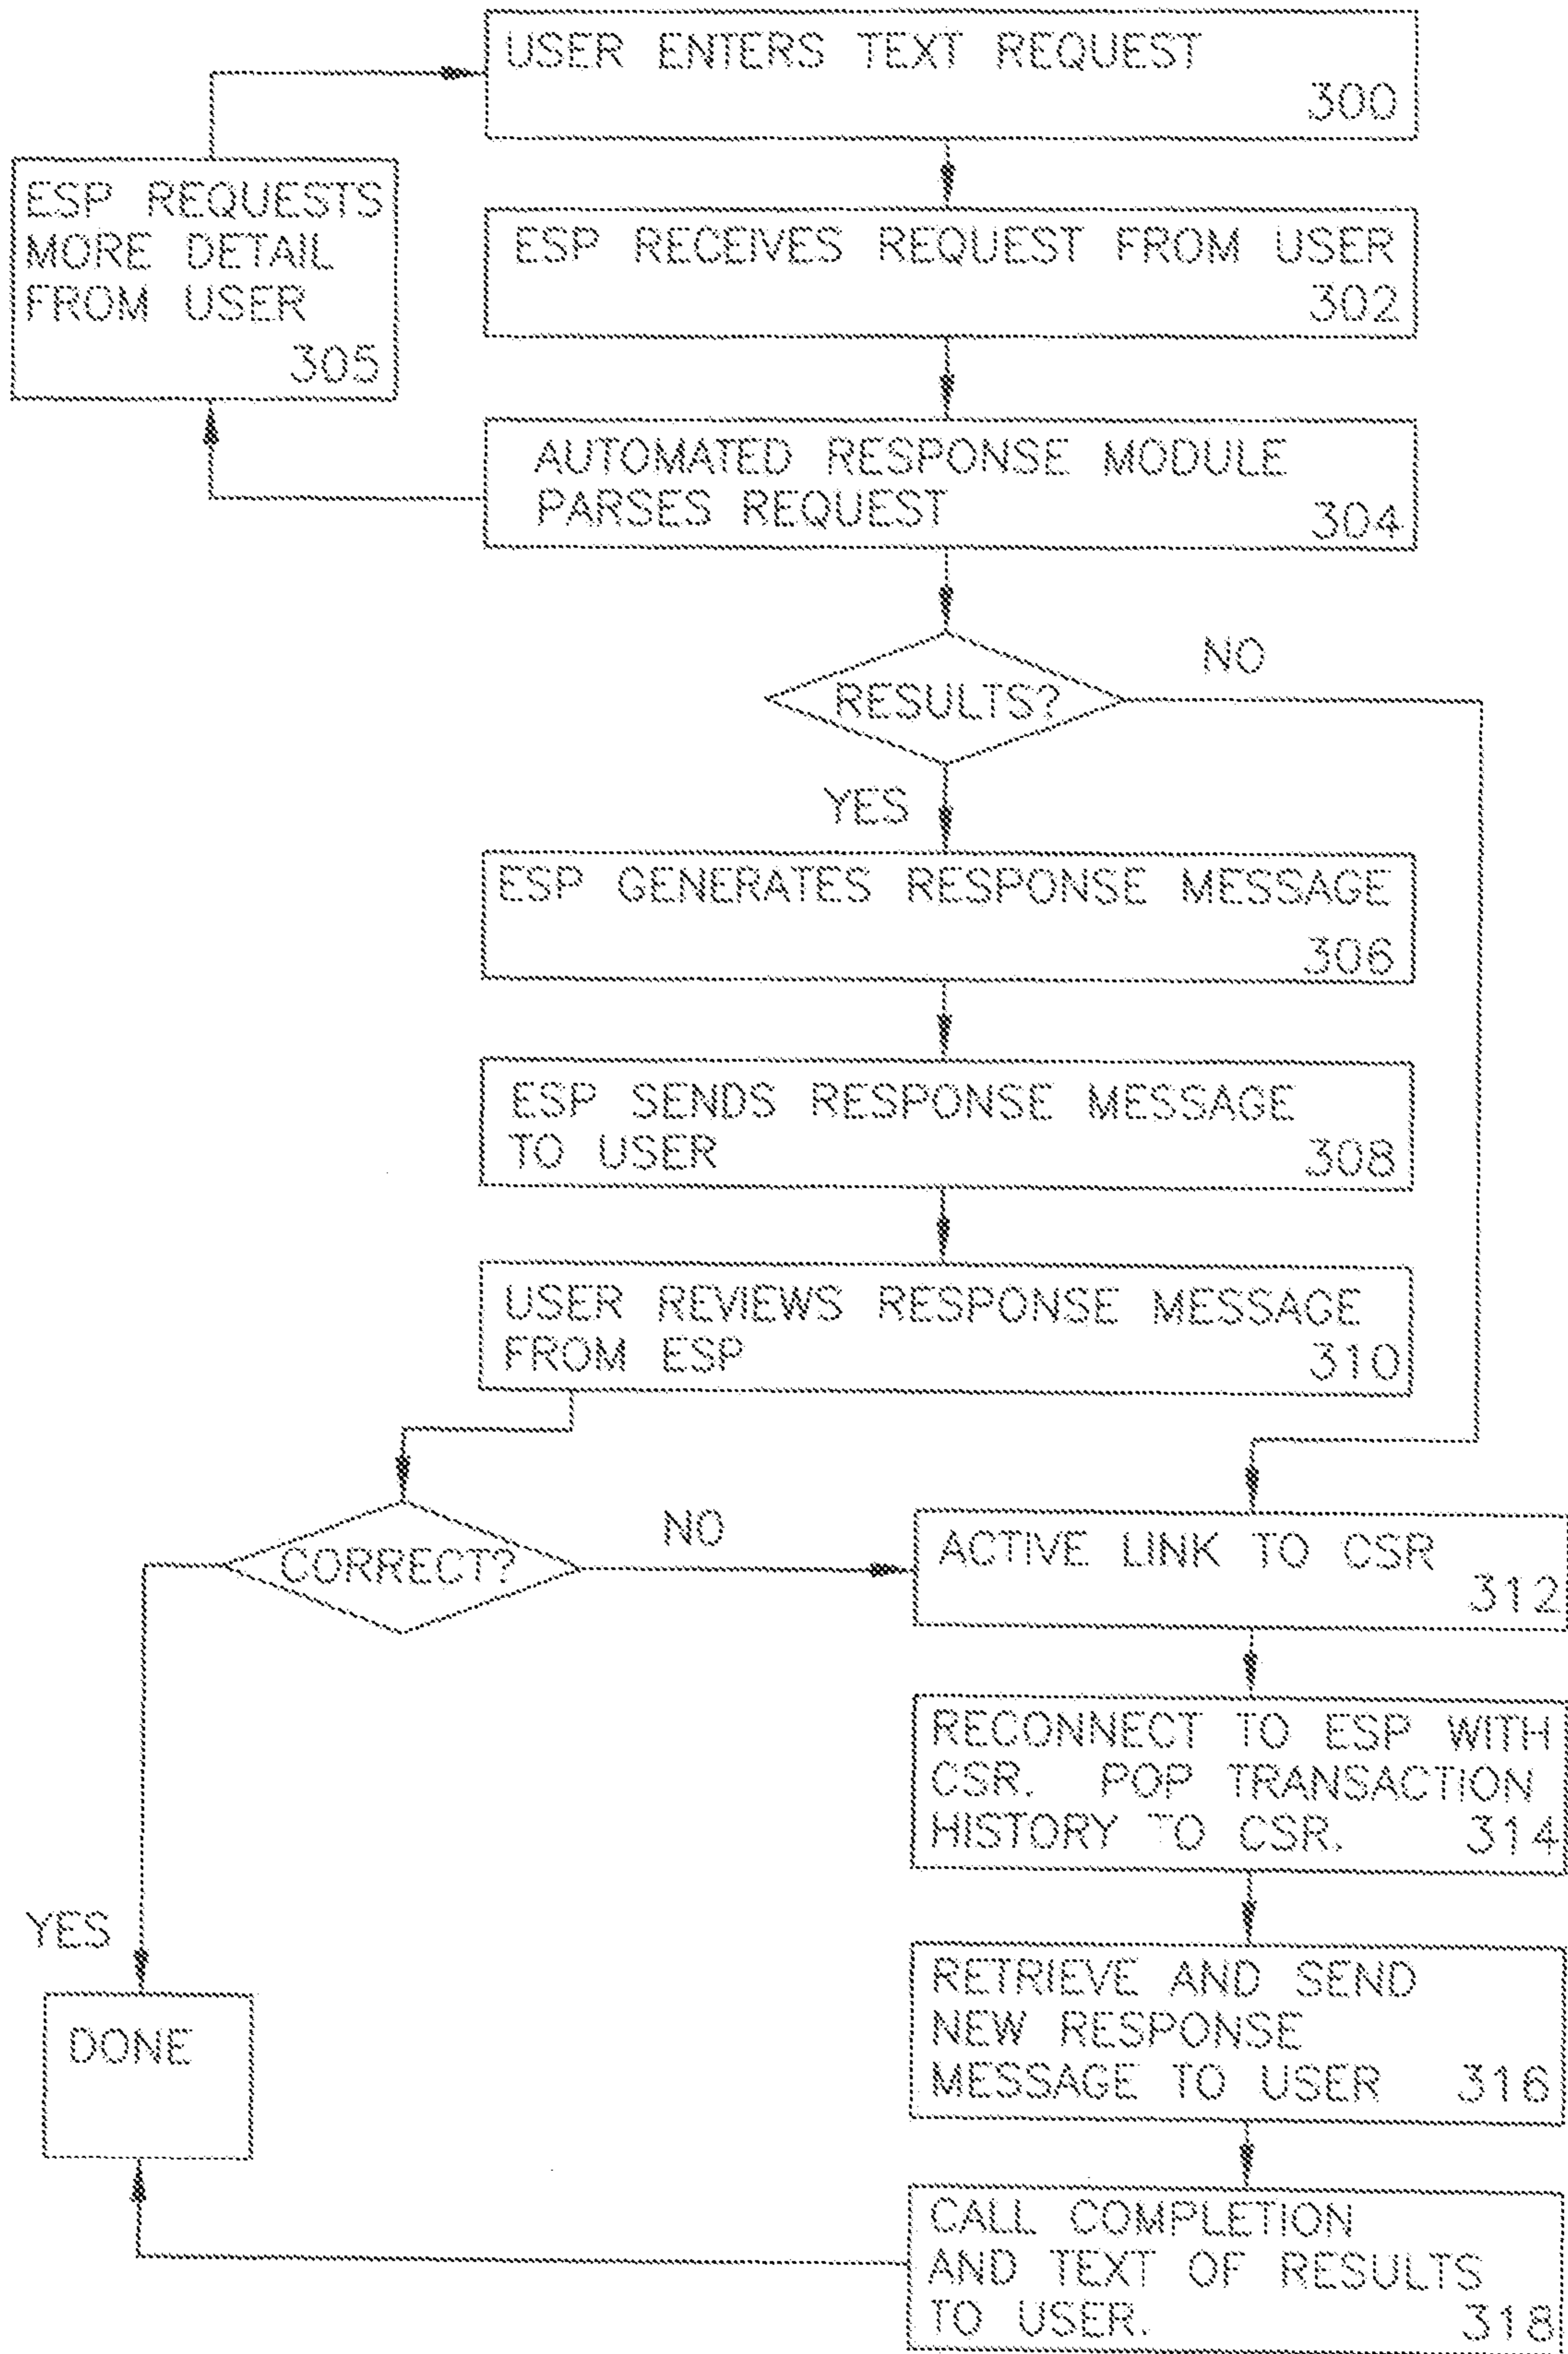 USER ENTERS TEXT REQUEST
300
ESP REQUESTS
MORE DETAIL
FROM USER
305
ESP RECEIVES REQUEST FROM USER
302
AUTOMATED RESPONSE MODULE
PARSES REQUEST
304
RESULTS?
NO
YES
ESP GENERATES RESPONSE MESSAGE
306
ESP SENDS RESPONSE MESSAGE
TO USER
308
USER REVIEWS RESPONSE MESSAGE
FROM ESP
310
CORRECT?
NO
ACTIVE LINK TO CSR
312
RECONNECT TO ESP WITH
CSR. POP TRANSACTION
HISTORY TO CSR. 314
YES
DONE
RETRIEVE AND SEND
NEW RESPONSE
MESSAGE TO USER 316
CALL COMPLETION
AND TEXT OF RESULTS
TO USER. 318